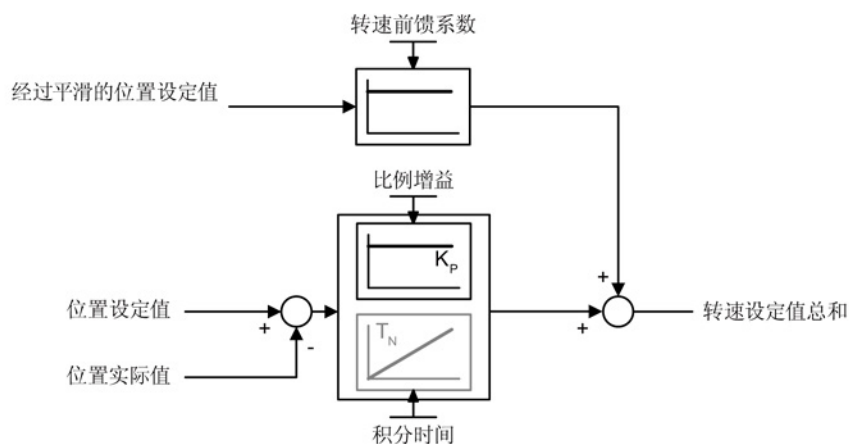 转速前馈系数
经过平滑的位置设定值
比例增益
K_P
位置设定值
+
-
位置实际值
T_N
积分时间
+
+
转速设定值总和